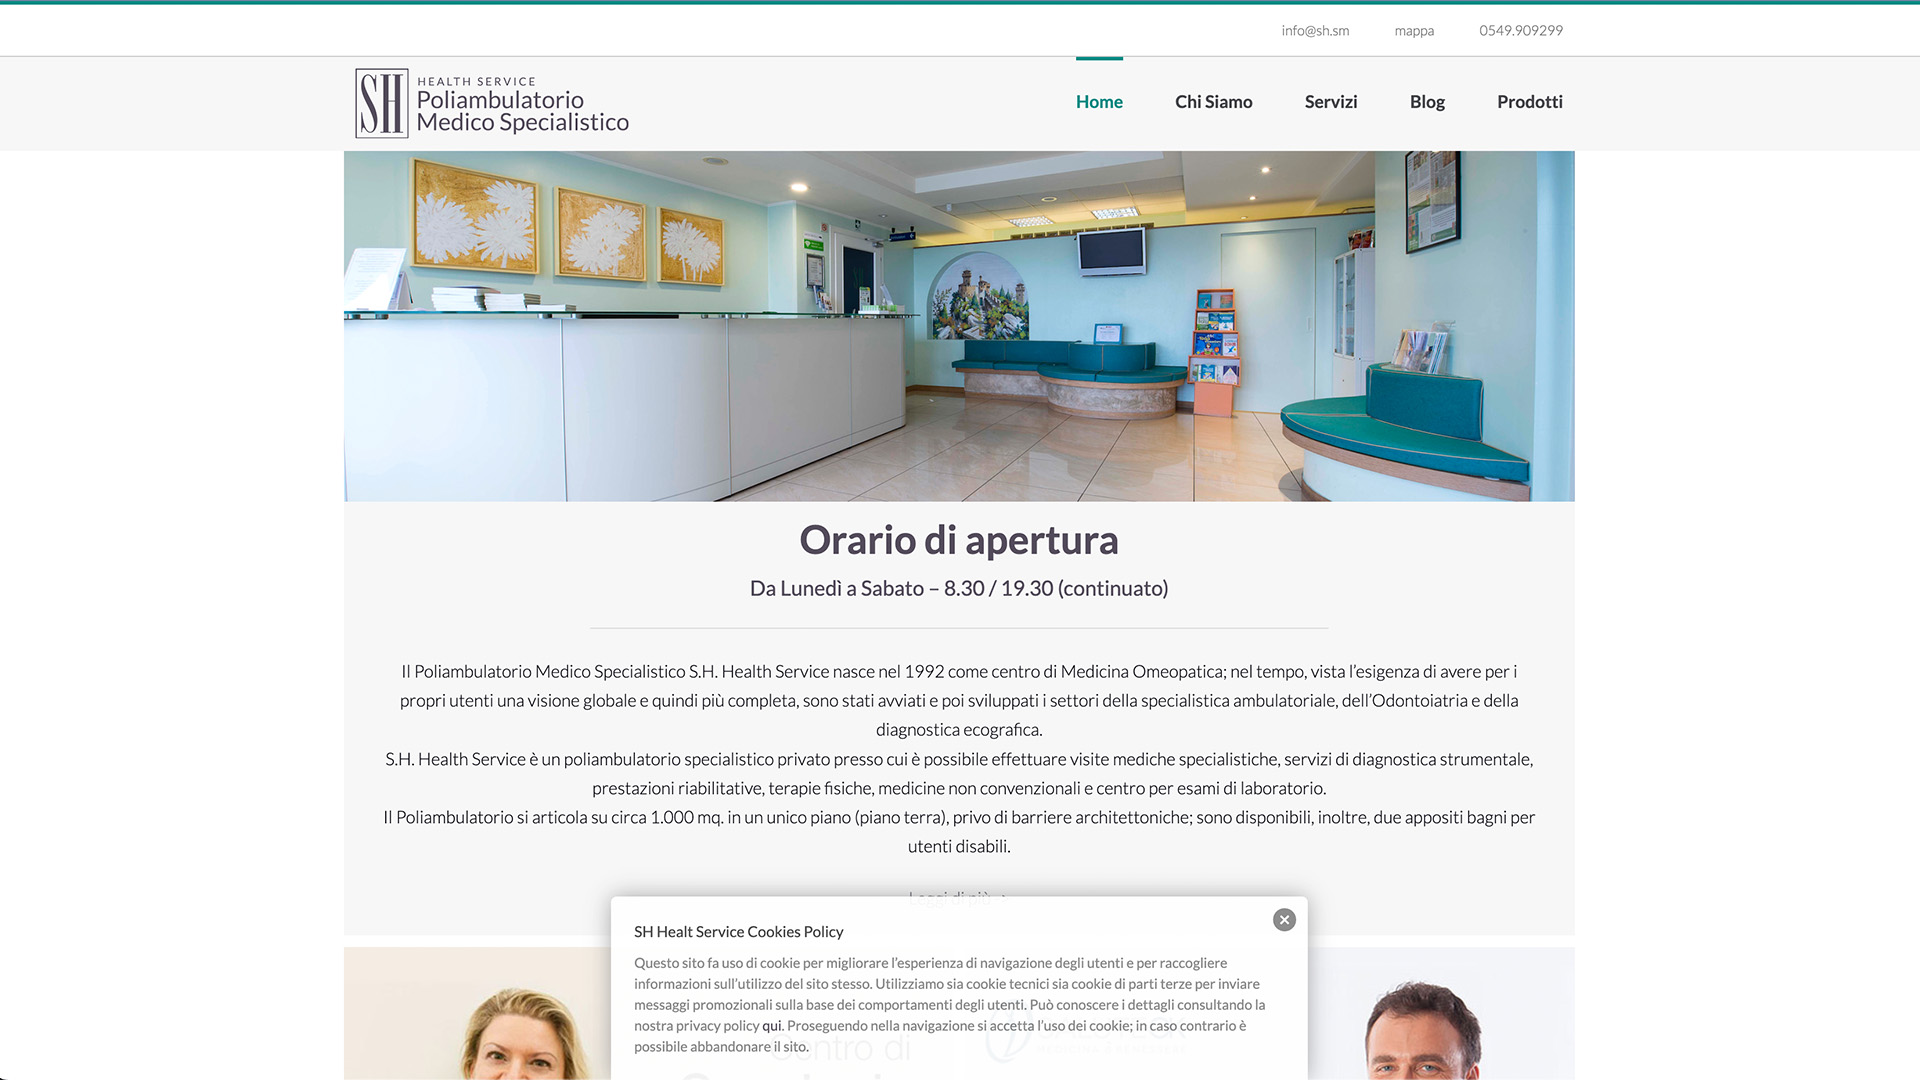 info@sh.sm mappa 0549.909299
SH
HEALTH SERVICE
Poliambulatorio
Medico Specialistico
Home Chi Siamo Servizi Blog Prodotti
Orario di apertura
Da Lunedì a Sabato – 8.30 / 19.30 (continuato)
Il Poliambulatorio Medico Specialistico S.H. Health Service nasce nel 1992 come centro di Medicina Omeopatica; nel tempo, vista l’esigenza di avere per i
propri utenti una visione globale e quindi più completa, sono stati avviati e poi sviluppati i settori della specialistica ambulatoriale, dell’Odontoiatria e della
diagnostica ecografica.
S.H. Health Service è un poliambulatorio specialistico privato presso cui è possibile effettuare visite mediche specialistiche, servizi di diagnostica strumentale,
prestazioni riabilitative, terapie fisiche, medicine non convenzionali e centro per esami di laboratorio.
Il Poliambulatorio si articola su circa 1.000 mq. in un unico piano (piano terra), privo di barriere architettoniche; sono disponibili, inoltre, due appositi bagni per
utenti disabili.
Leggi di più
SH Healt Service Cookies Policy
Questo sito fa uso di cookie per migliorare l’esperienza di navigazione degli utenti e per raccogliere
informazioni sull’utilizzo del sito stesso. Utilizziamo sia cookie tecnici sia cookie di parti terze per inviare
messaggi promozionali sulla base dei comportamenti degli utenti. Può conoscere i dettagli consultando la
nostra privacy policy qui. Proseguendo nella navigazione si accetta l’uso dei cookie; in caso contrario è
possibile abbandonare il sito.
Centro di